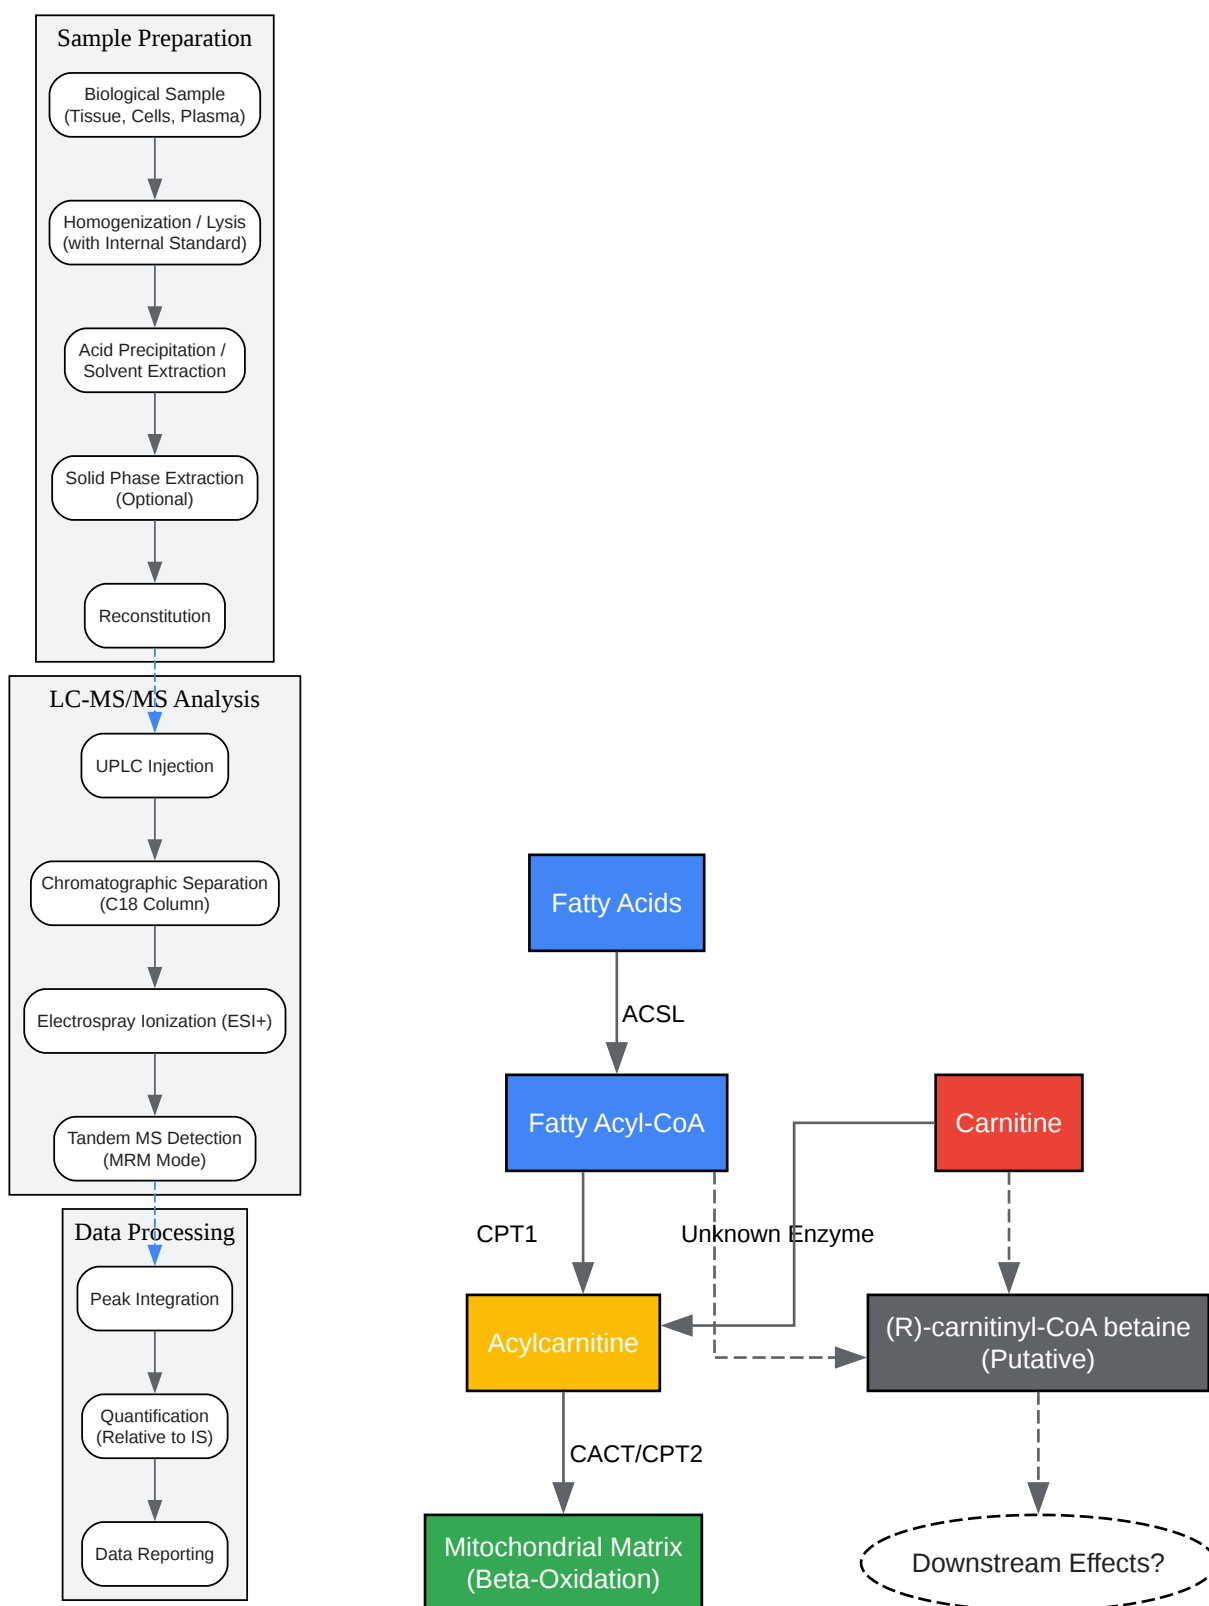 Sample Preparation
Biological Sample
(Tissue, Cells, Plasma)
Homogenization / Lysis
(with Internal Standard)
Acid Precipitation /
Solvent Extraction
Solid Phase Extraction
(Optional)
Reconstitution
LC-MS/MS Analysis
UPLC Injection
Chromatographic Separation
(C18 Column)
Electrospray Ionization (ESI+)
Tandem MS Detection
(MRM Mode)
Data Processing
Peak Integration
Quantification
(Relative to IS)
Data Reporting
Fatty Acids
ACSL
Fatty Acyl-CoA
Carnitine
CPT1
Unknown Enzyme
Acylcarnitine
(R)-carnitinyl-CoA betaine
(Putative)
CACT/CPT2
Mitochondrial Matrix
(Beta-Oxidation)
Downstream Effects?